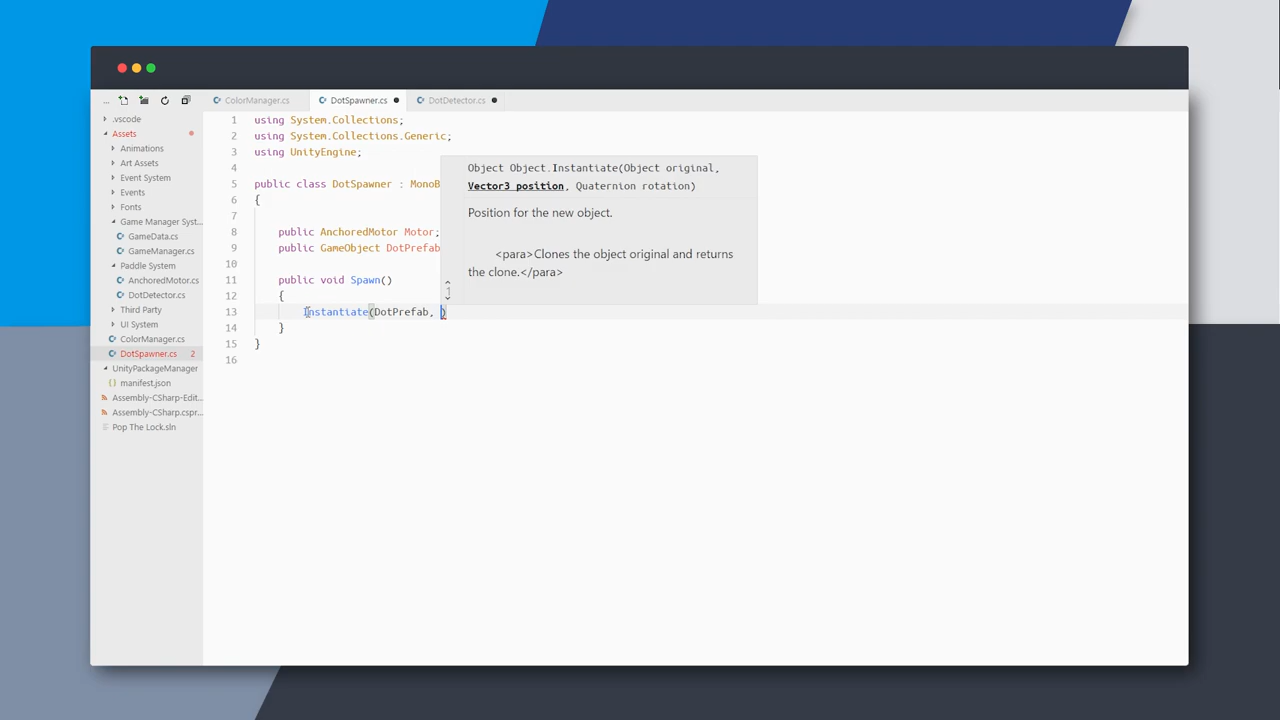 ... ColorManager.cs DotSpawner.cs DotDetector.cs
.vscode
Assets
Animations
Art Assets
Event System
Events
Fonts
Game Manager Syst...
GameData.cs
GameManager.cs
Paddle System
AnchoredMotor.cs
DotDetector.cs
Third Party
UI System
ColorManager.cs
DotSpawner.cs 2
UnityPackageManager
{} manifest.json
Assembly-CSharp-Edit...
Assembly-CSharp.cspr...
Pop The Lock.sln
1 using System.Collections;
2 using System.Collections.Generic;
3 using UnityEngine;
4
5 public class DotSpawner : MonoB
6 {
7
8 public AnchoredMotor Motor;
9 public GameObject DotPrefab
10
11 public void Spawn()
12 {
13 Instantiate(DotPrefab, )
14 }
15 }
16
Object Object.Instantiate(Object original,
Vector3 position, Quaternion rotation)
Position for the new object.
<para>Clones the object original and returns
the clone.</para>